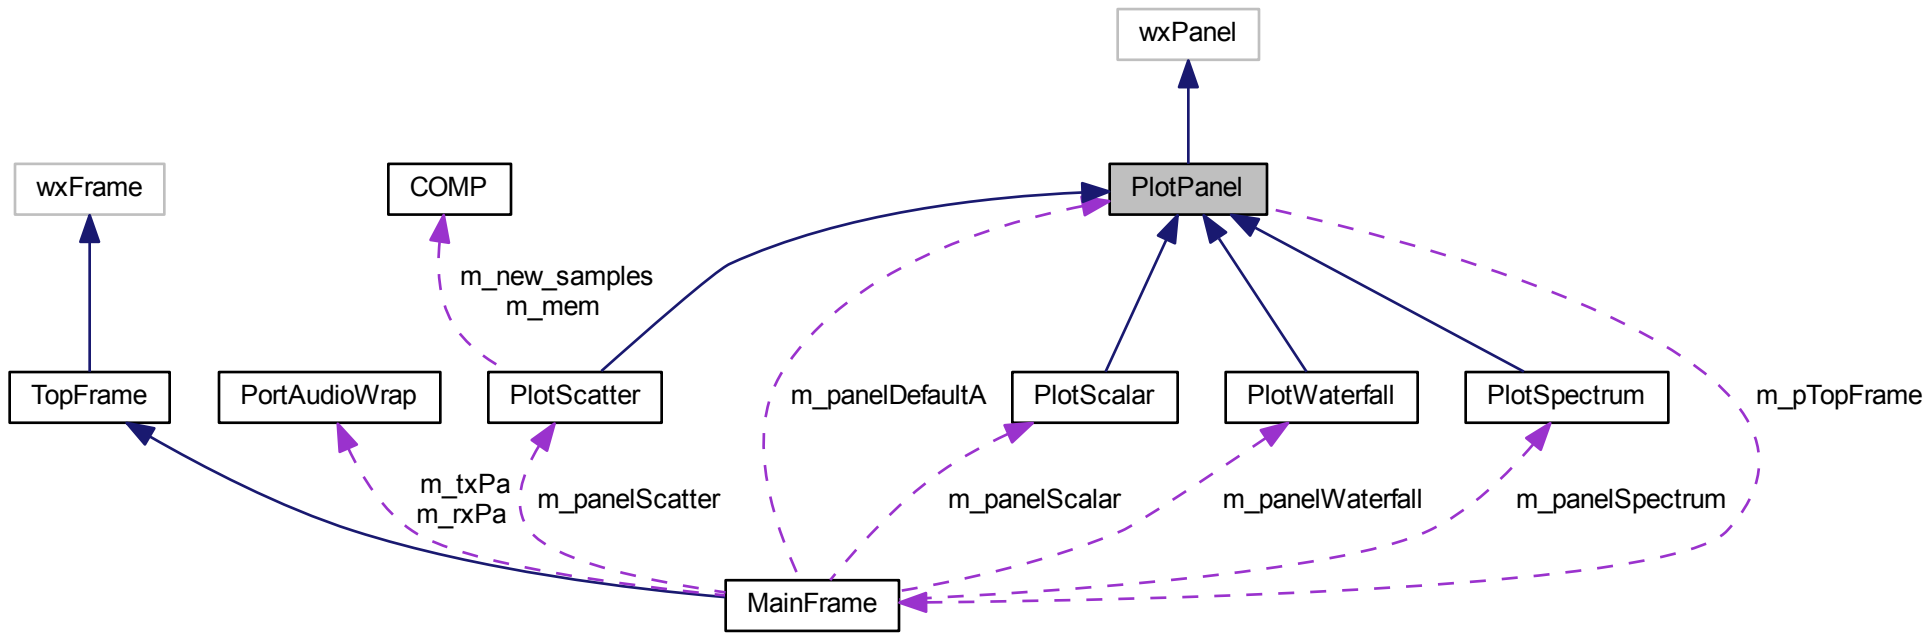 wxPanel
wxFrame
COMP
PlotPanel
m_new_samples
m_mem
TopFrame
PortAudioWrap
PlotScatter
m_panelDefaultA
PlotScalar
PlotWaterfall
PlotSpectrum
m_pTopFrame
m_txPa
m_rxPa
m_panelScatter
m_panelScalar
m_panelWaterfall
m_panelSpectrum
MainFrame